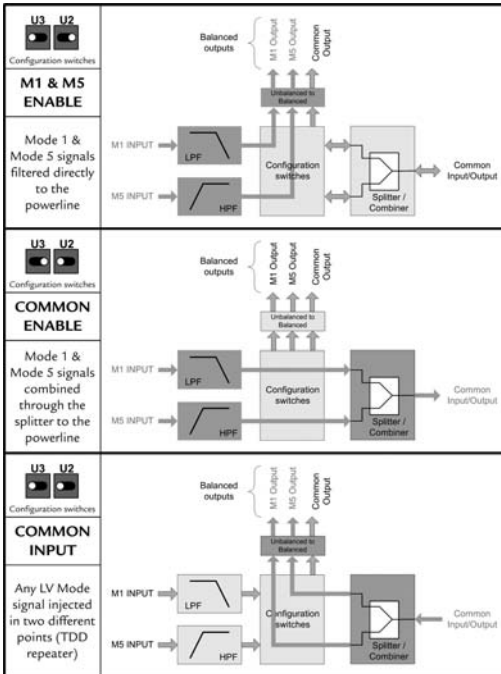 U3 U2
Configuration switches
M1 & M5
ENABLE
Mode 1 &
Mode 5 signals
filtered directly
to the
powerline
Balanced
outputs
M1 Output
M5 Output
Common
Output
Unbalanced to
Balanced
M1 INPUT
LPF
M5 INPUT
HPF
Configuration
switches
Splitter /
Combiner
Common
Input/Output
U3 U2
Configuration switches
COMMON
ENABLE
Mode 1 &
Mode 5 signals
combined
through the
splitter to the
powerline
Balanced
outputs
M1 Output
M5 Output
Common
Output
Unbalanced to
Balanced
M1 INPUT
LPF
M5 INPUT
HPF
Configuration
switches
Splitter /
Combiner
Common
Input/Output
U3 U2
Configuration swithces
COMMON
INPUT
Any LV Mode
signal injected
in two different
points (TDD
repeater)
Balanced
outputs
M1 Output
M5 Output
Common
Output
Unbalanced to
Balanced
M1 INPUT
LPF
M5 INPUT
HPF
Configuration
switches
Splitter /
Combiner
Common
Input/Output